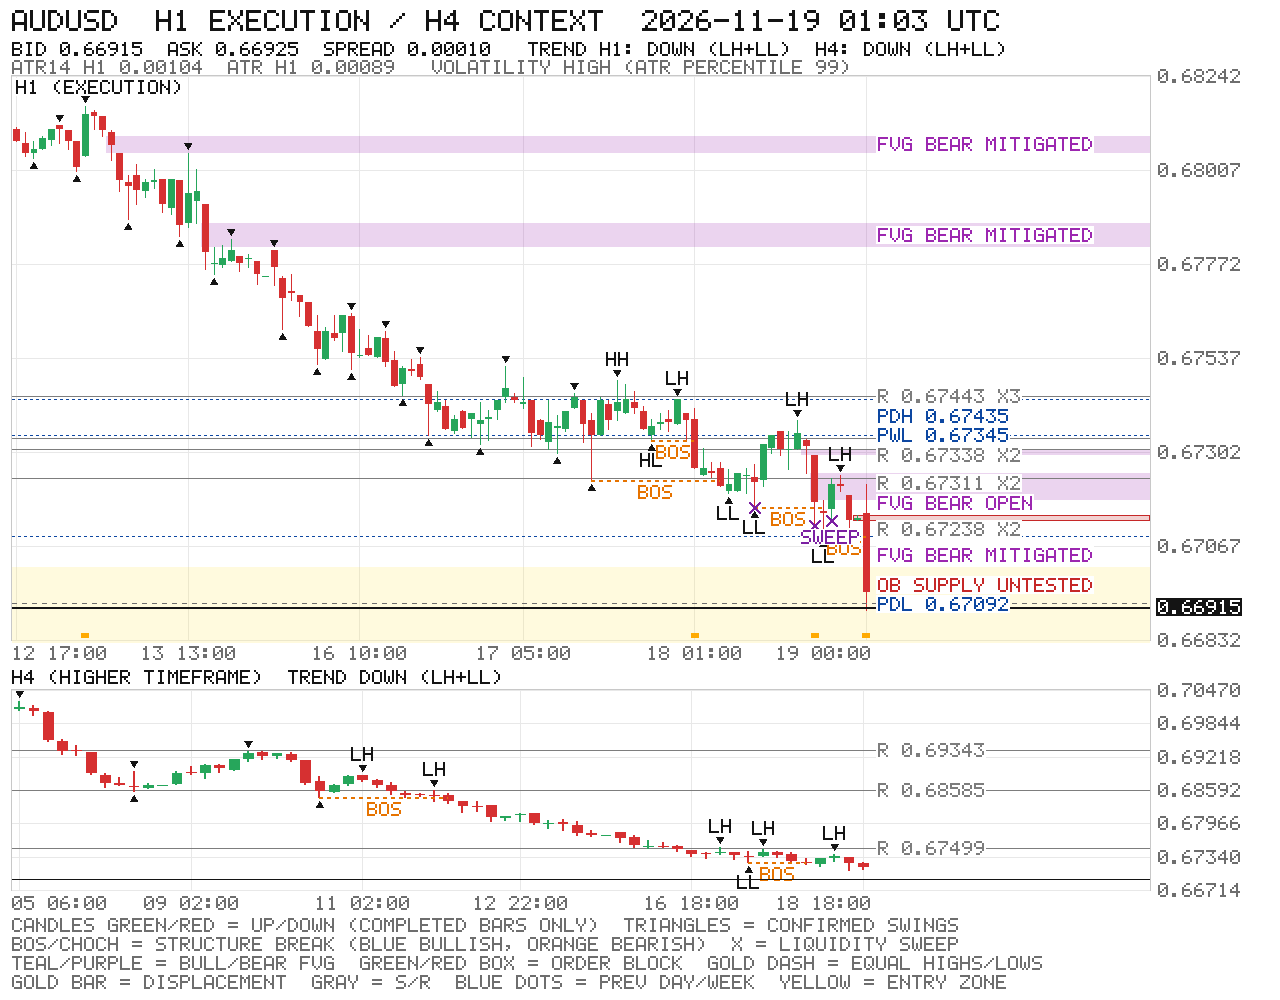 AUDUSD H1 EXECUTION / H4 CONTEXT 2026-11-19 01:03 UTC
BID 0.66915 ASK 0.66925 SPREAD 0.00010 TREND H1: DOWN (LH+LL) H4: DOWN (LH+LL)
ATR14 H1 0.00104 ATR H1 0.00089 VOLATILITY HIGH (ATR PERCENTILE 99)
0.68242
H1 (EXECUTION)
FVG BEAR MITIGATED
0.68007
FVG BEAR MITIGATED
0.67772
0.67537
HH
LH
R 0.67443 X3
LH
PDH 0.67435
PWL 0.67345
0.67302
BOS
R 0.67338 X2
HL
LH
R 0.67311 X2
BOS
FVG BEAR OPEN
LL
BOS
LL
R 0.67238 X2
SWEEP
0.67067
BOS
LL
FVG BEAR MITIGATED
OB SUPPLY UNTESTED
PDL 0.67092
0.66915
0.66832
12 17:00 13 13:00 16 10:00 17 05:00 18 01:00 19 00:00
H4 (HIGHER TIMEFRAME) TREND DOWN (LH+LL)
0.70470
0.69844
R 0.69343
LH
0.69218
LH
R 0.68585
0.68592
BOS
0.67966
LH
LH
LH
R 0.67499
0.67340
BOS
LL
0.66714
05 06:00 09 02:00 11 02:00 12 22:00 16 18:00 18 18:00
CANDLES GREEN/RED = UP/DOWN (COMPLETED BARS ONLY) TRIANGLES = CONFIRMED SWINGS
BOS/CHOCH = STRUCTURE BREAK (BLUE BULLISH, ORANGE BEARISH) X = LIQUIDITY SWEEP
TEAL/PURPLE = BULL/BEAR FVG GREEN/RED BOX = ORDER BLOCK GOLD DASH = EQUAL HIGHS/LOWS
GOLD BAR = DISPLACEMENT GRAY = S/R BLUE DOTS = PREV DAY/WEEK YELLOW = ENTRY ZONE